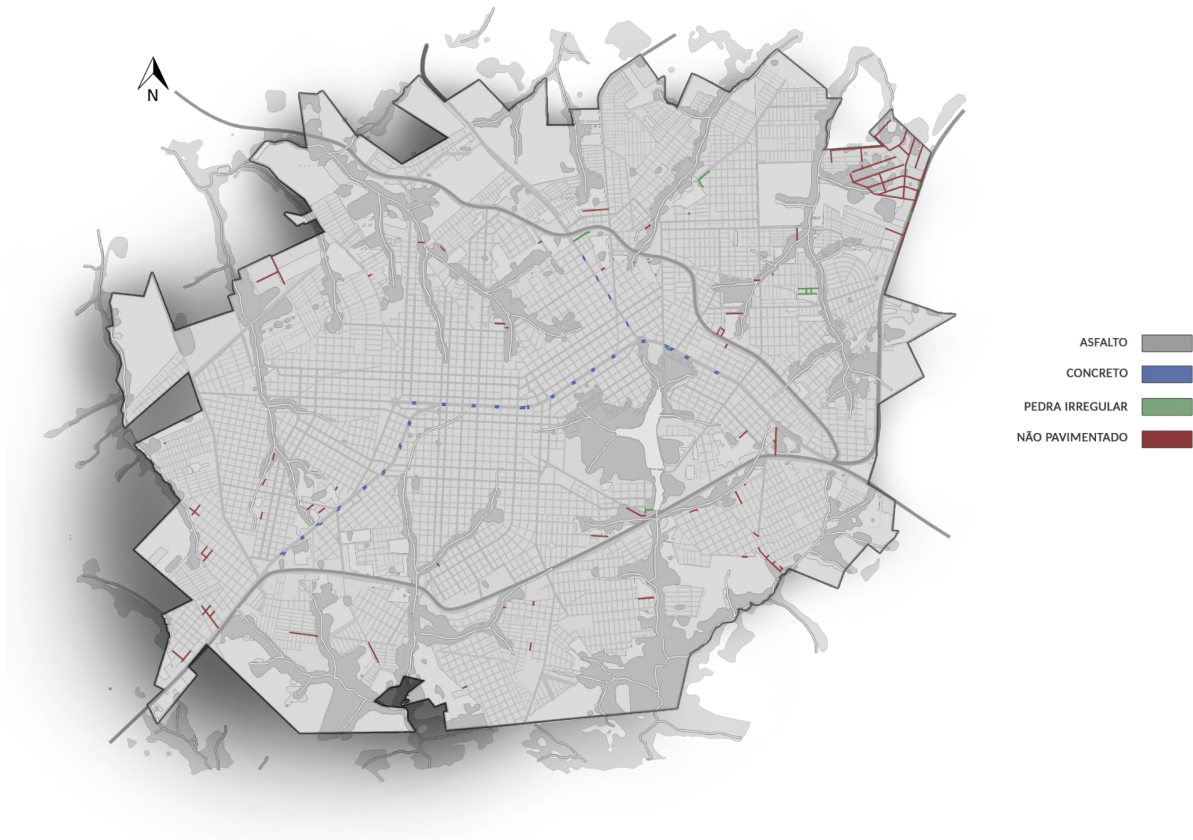 N
ASFALTO
CONCRETO
PEDRA IRREGULAR
NÃO PAVIMENTADO